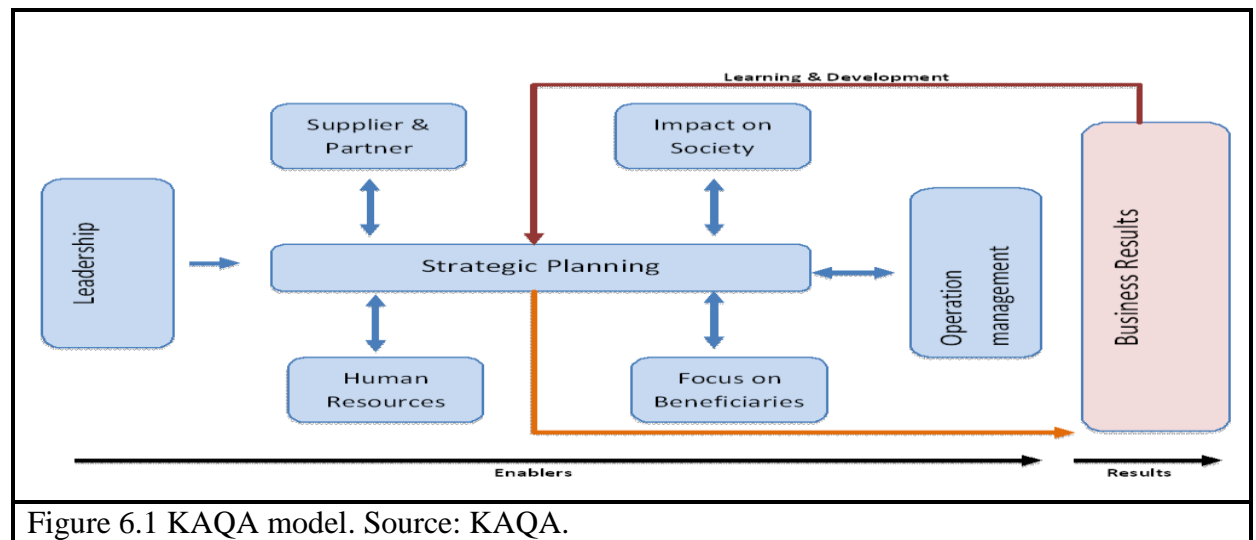 Learning & Development
Supplier &
Partner
Impact on
Society
Leadership
Strategic Planning
Operation
management
Business Results
Human
Resources
Focus on
Beneficiaries
Enablers
Results
Figure 6.1 KAQA model. Source: KAQA.